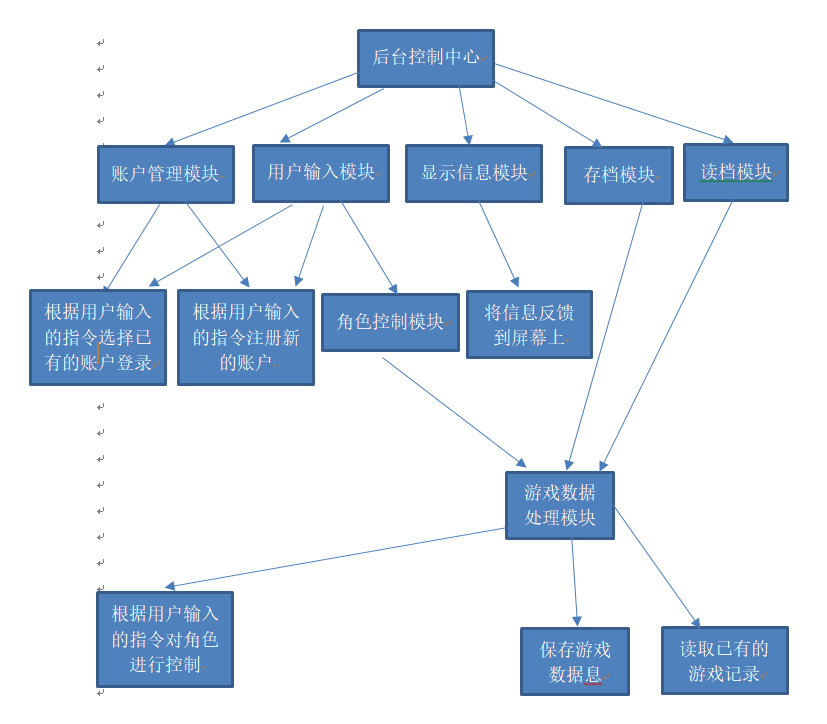 后台控制中心
账户管理模块
用户输入模块
显示信息模块
存档模块
读档模块
根据用户输入
的指令选择已
有的账户登录
根据用户输入
的指令注册新
的账户
角色控制模块
将信息反馈
到屏幕上
游戏数据
处理模块
根据用户输入
的指令对角色
进行控制
保存游戏
数据息
读取已有的
游戏记录